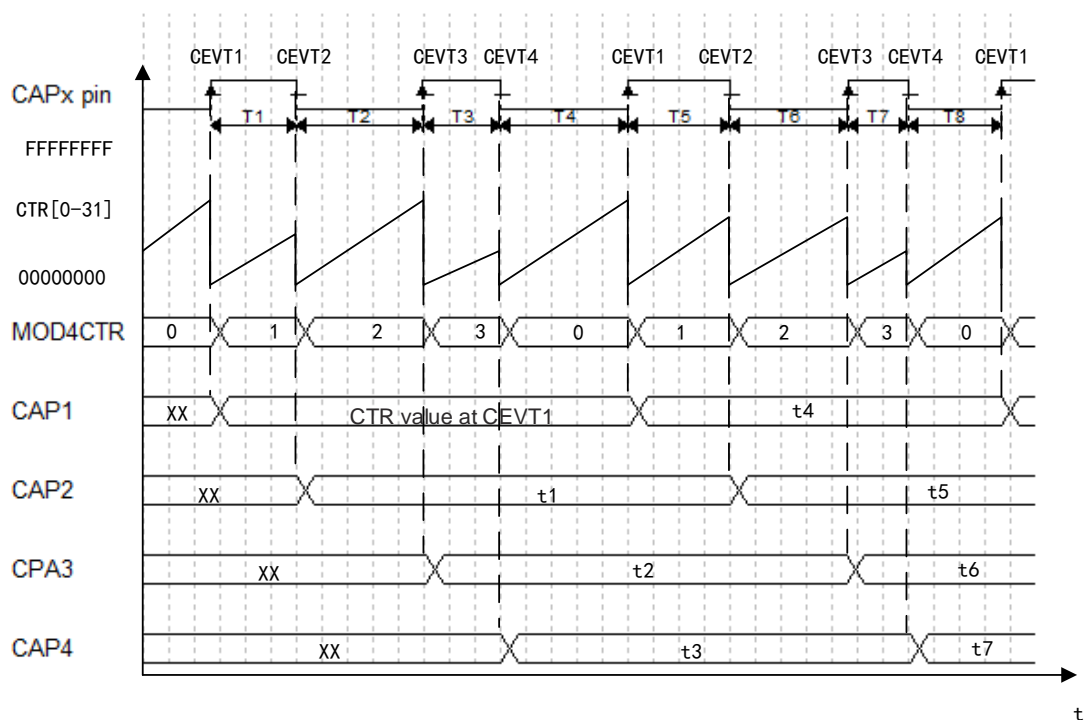 CEVT1 CEVT2 CEVT3 CEVT4 CEVT1 CEVT2 CEVT3 CEVT4 CEVT1
CAPx pin
T1 T2 T3 T4 T5 T6 T7 T8
FFFFFFFF
CTR[0-31]
00000000
MOD4CTR 0 1 2 3 0 1 2 3 0
CAP1 XX CTR value at CEVT1 t4
CAP2 XX t1 t5
CPA3 XX t2 t6
CAP4 XX t3 t7
t